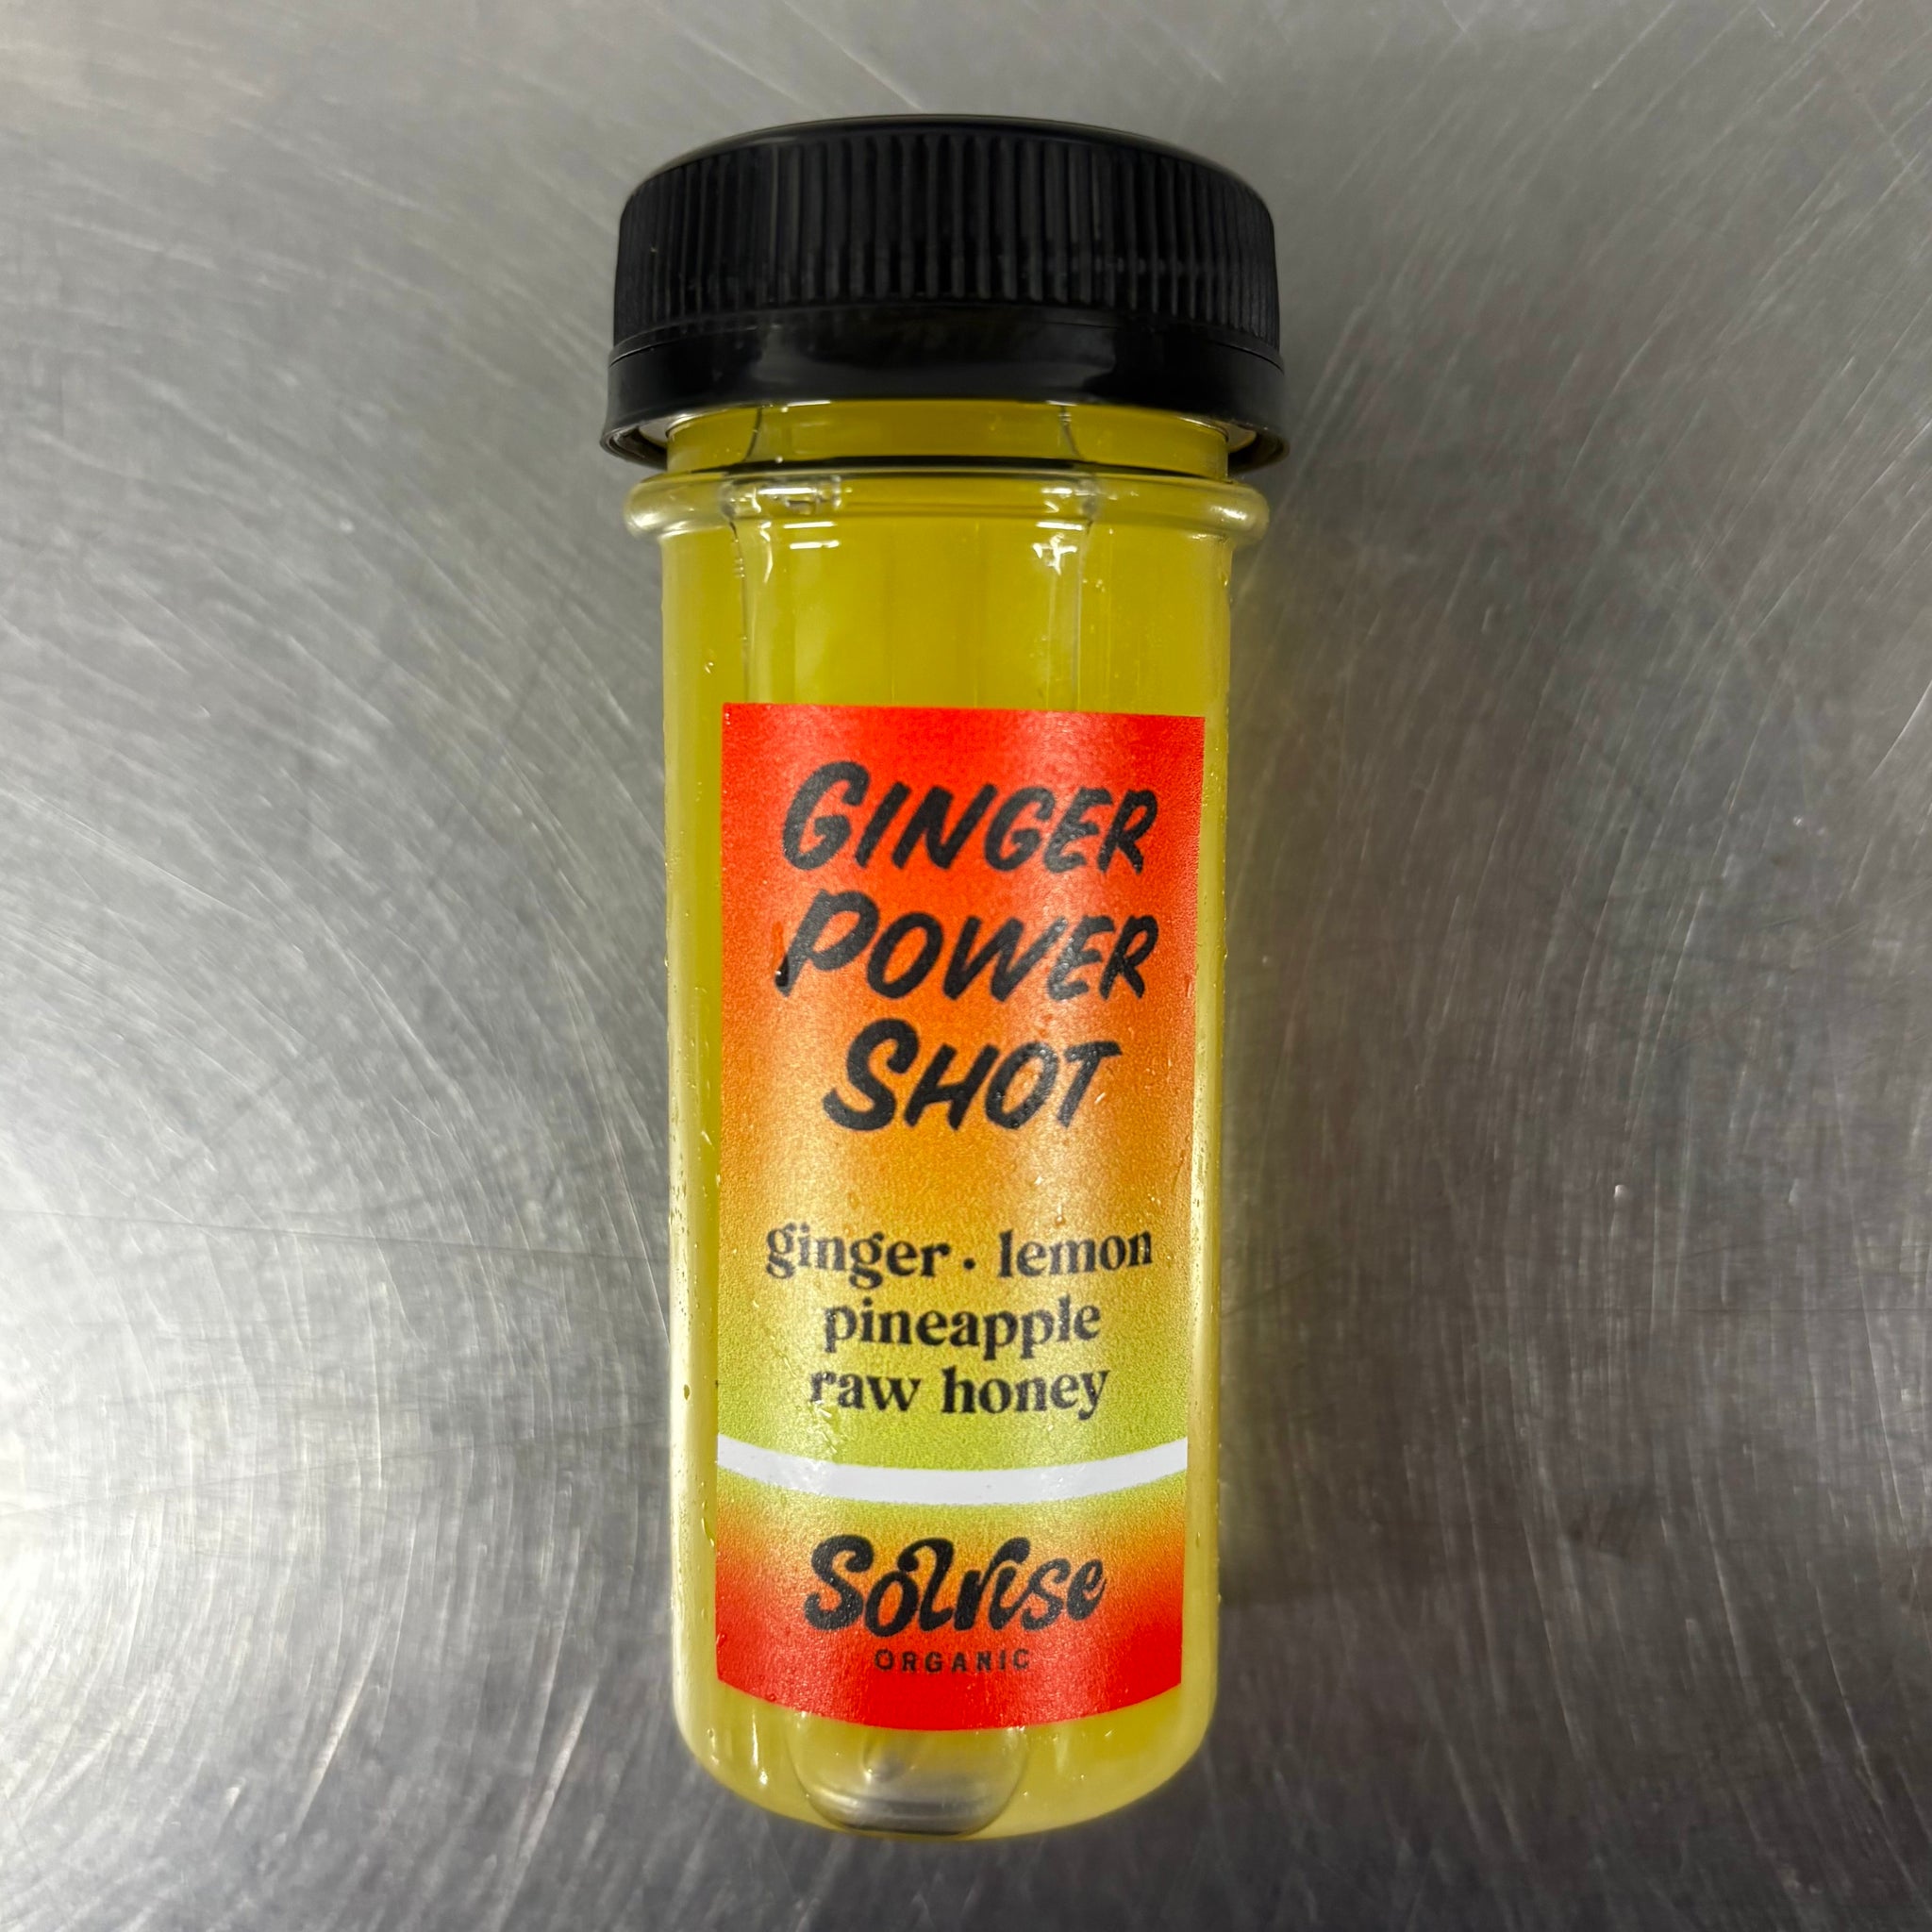 GINGER
POWER
SHOT
ginger · lemon
pineapple
raw honey
Solrise
ORGANIC